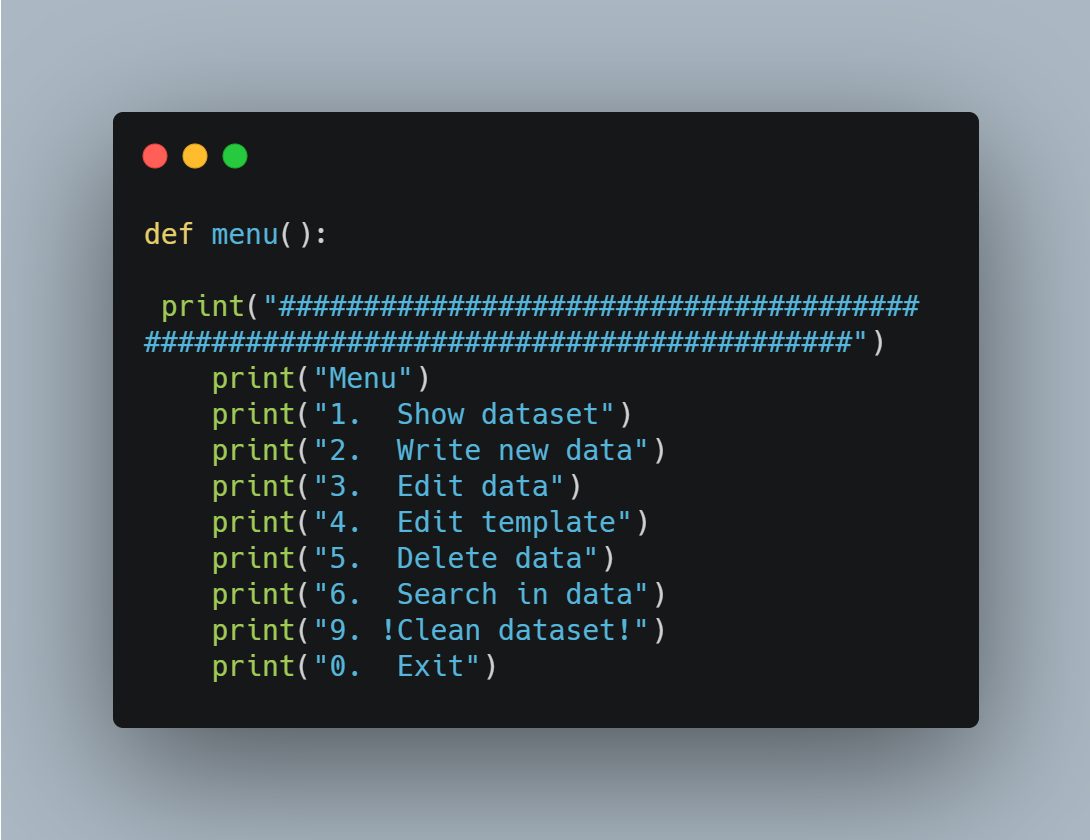 def menu():
 print("######################################
##########################################")
    print("Menu")
    print("1.  Show dataset")
    print("2.  Write new data")
    print("3.  Edit data")
    print("4.  Edit template")
    print("5.  Delete data")
    print("6.  Search in data")
    print("9. !Clean dataset!")
    print("0.  Exit")